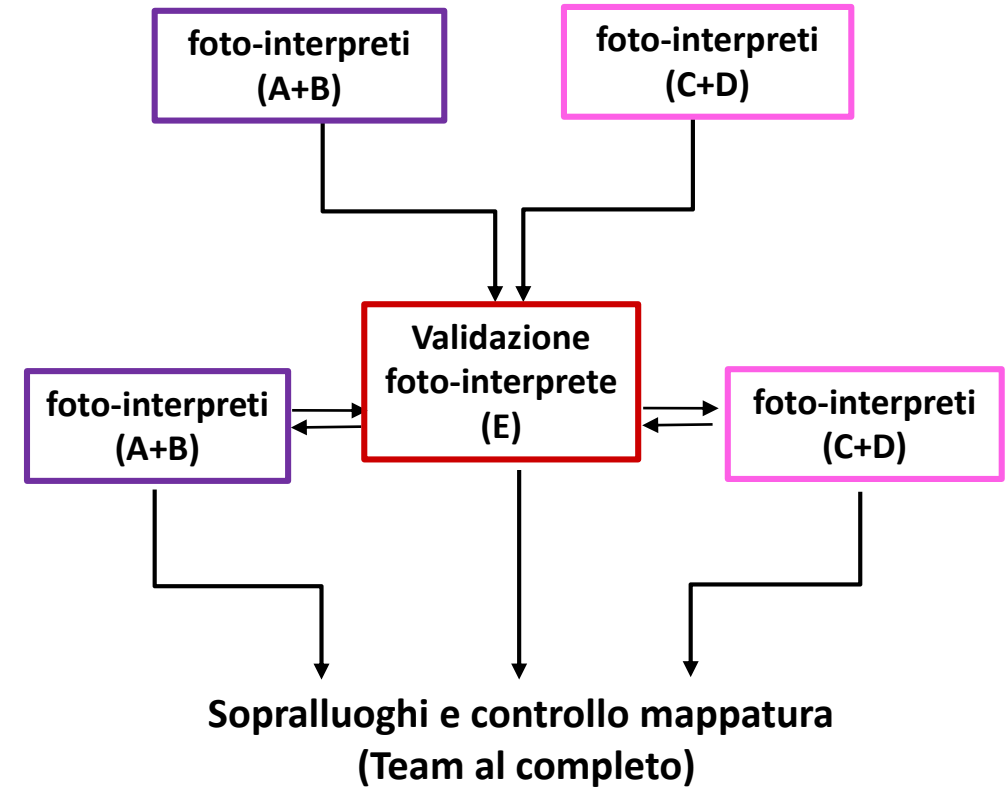 foto-interpreti
(A+B)
foto-interpreti
(C+D)
Validazione
foto-interprete
(E)
foto-interpreti
(A+B)
foto-interpreti
(C+D)
Sopralluoghi e controllo mappatura
(Team al completo)